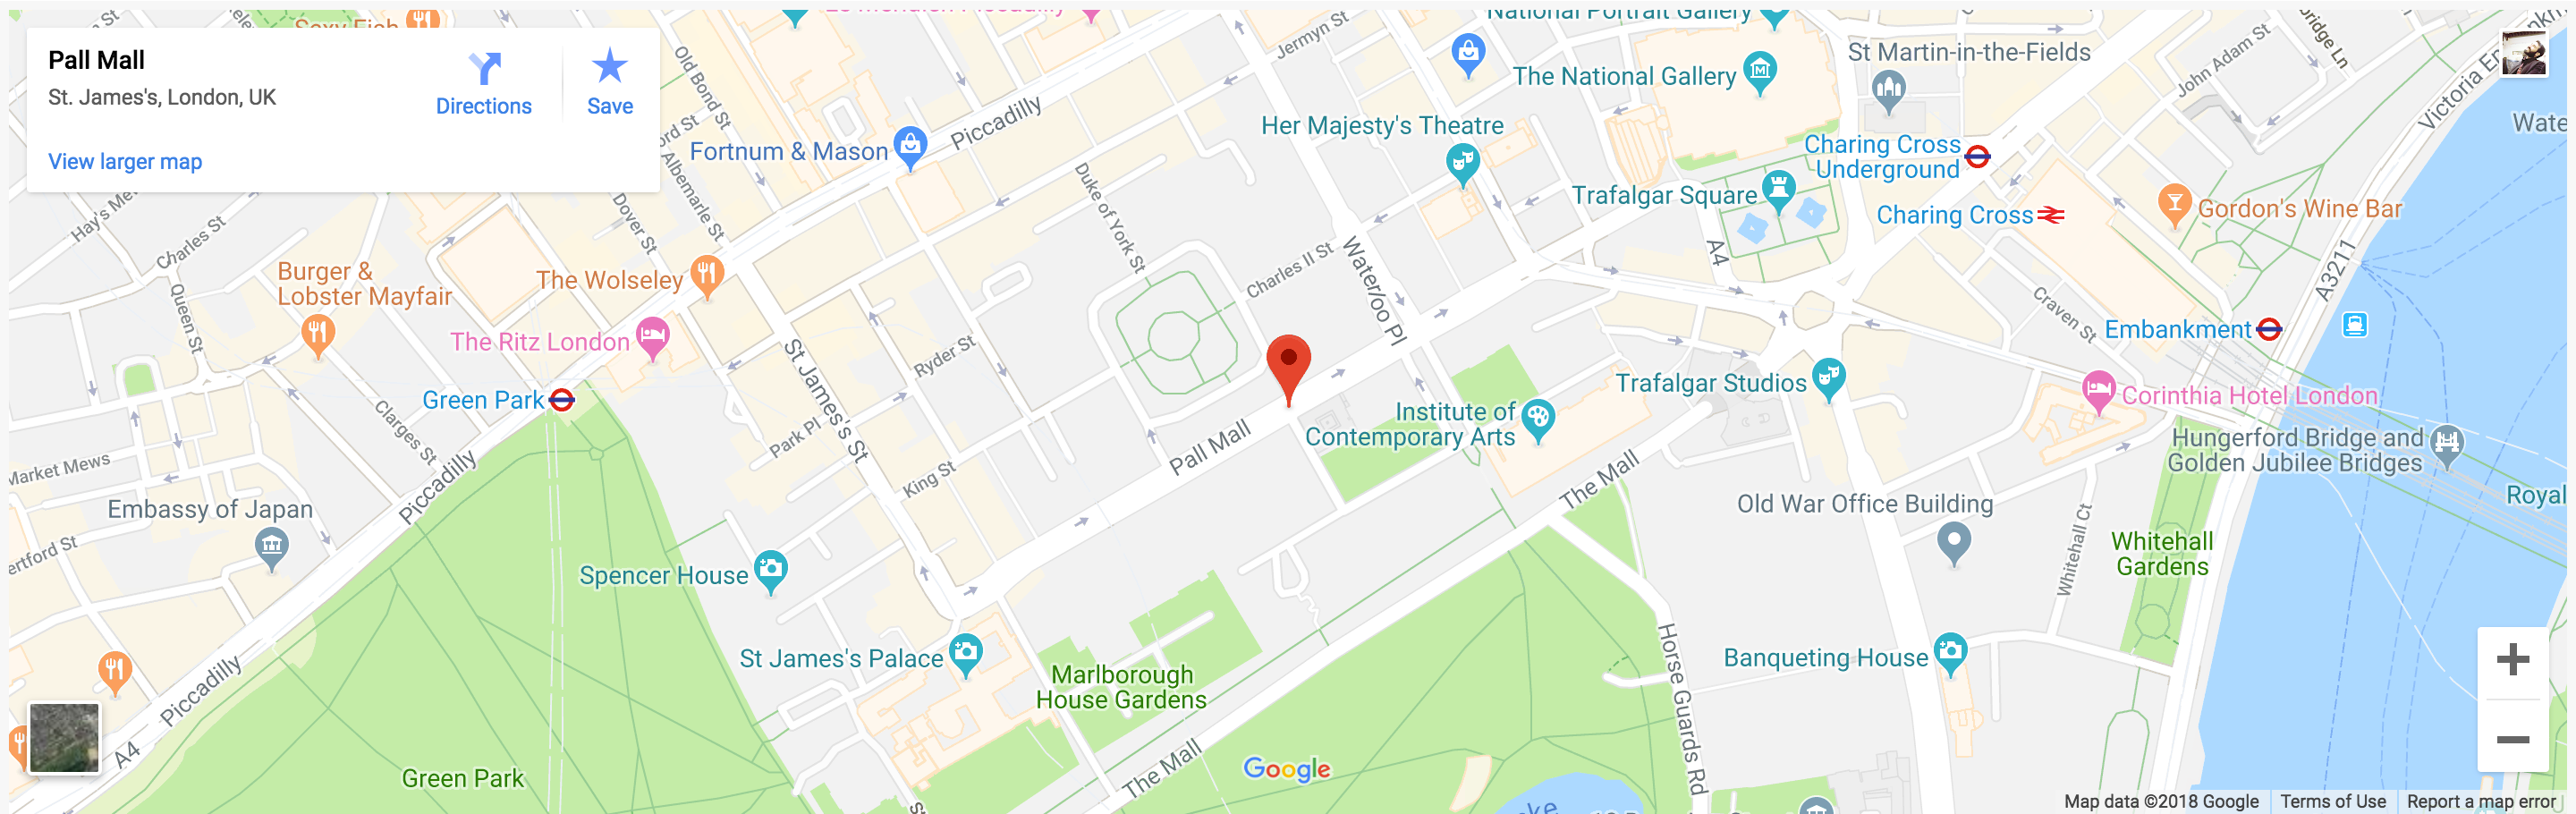 Pall Mall
St. James's, London, UK
Directions
Save
View larger map
Soxy Fish
Le Méridien Piccadilly
National Portrait Gallery
Jermyn St
St Martin-in-the-Fields
The National Gallery
John Adam St
Victoria
Old Bond St
Piccadilly
Fortnum & Mason
Her Majesty's Theatre
Charing Cross
Underground
Trafalgar Square
Charing Cross
Gordon's Wine Bar
Albemarle St
Dover St
Duke of York St
Charles St
Queen St
Charles II St
Waterloo Pl
A4
A3211
Burger &
Lobster Mayfair
The Wolseley
The Ritz London
Green Park
Craven St
Embankment
St James's St
Ryder St
Trafalgar Studios
Corinthia Hotel London
Institute of
Contemporary Arts
Clarges St
Park Pl
King St
Pall Mall
Hungerford Bridge and
Golden Jubilee Bridges
Market Mews
Piccadilly
The Mall
Royal
Old War Office Building
Embassy of Japan
Whitehall Ct
Whitehall
Gardens
Spencer House
St James's Palace
Marlborough
House Gardens
Horse Guards Rd
Banqueting House
Piccadilly
A4
Green Park
The Mall
Google
Map data ©2018 Google
Terms of Use
Report a map error